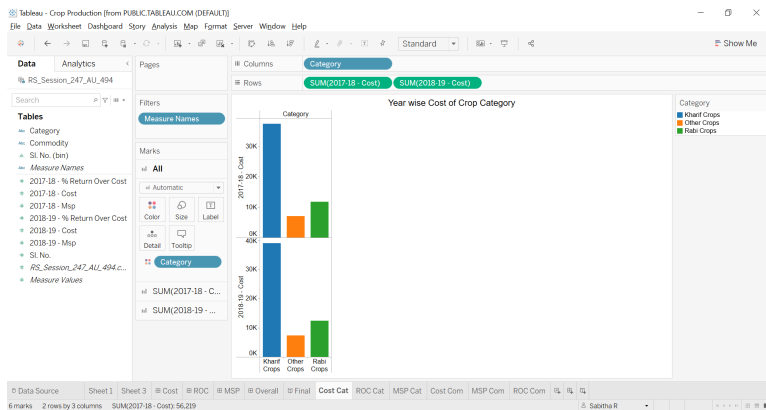 Tableau - Crop Production [from PUBLIC.TABLEAU.COM (DEFAULT)]
File Data Worksheet Dashboard Story Analysis Map Format Server Window Help
Standard
Show Me
Data Analytics
RS_Session_247_AU_494
Search
Tables
Abc Category
Abc Commodity
Sl. No. (bin)
Abc Measure Names
2017-18 - % Return Over Cost
2017-18 - Cost
2017-18 - Msp
2018-19 - % Return Over Cost
2018-19 - Cost
2018-19 - Msp
Sl. No.
RS_Session_247_AU_494.c...
Measure Values
Pages
Filters
Measure Names
Marks
All
Automatic
Color Size Label
Detail Tooltip
Category
SUM(2017-18 - C...
SUM(2018-19 - ...
Columns Category
Rows SUM(2017-18 - Cost) SUM(2018-19 - Cost)
Year wise Cost of Crop Category
Category
2017-18 - Cost
30K
20K
10K
0K
2018-19 - Cost
40K
30K
20K
10K
0K
Kharif Crops
Other Crops
Rabi Crops
Category
Kharif Crops
Other Crops
Rabi Crops
Data Source Sheet 1 Sheet 3 Cost ROC MSP Overall Final Cost Cat ROC Cat MSP Cat Cost Com MSP Com ROC Com
6 marks 2 rows by 3 columns SUM(2017-18 - Cost): 56,219
Sabitha R